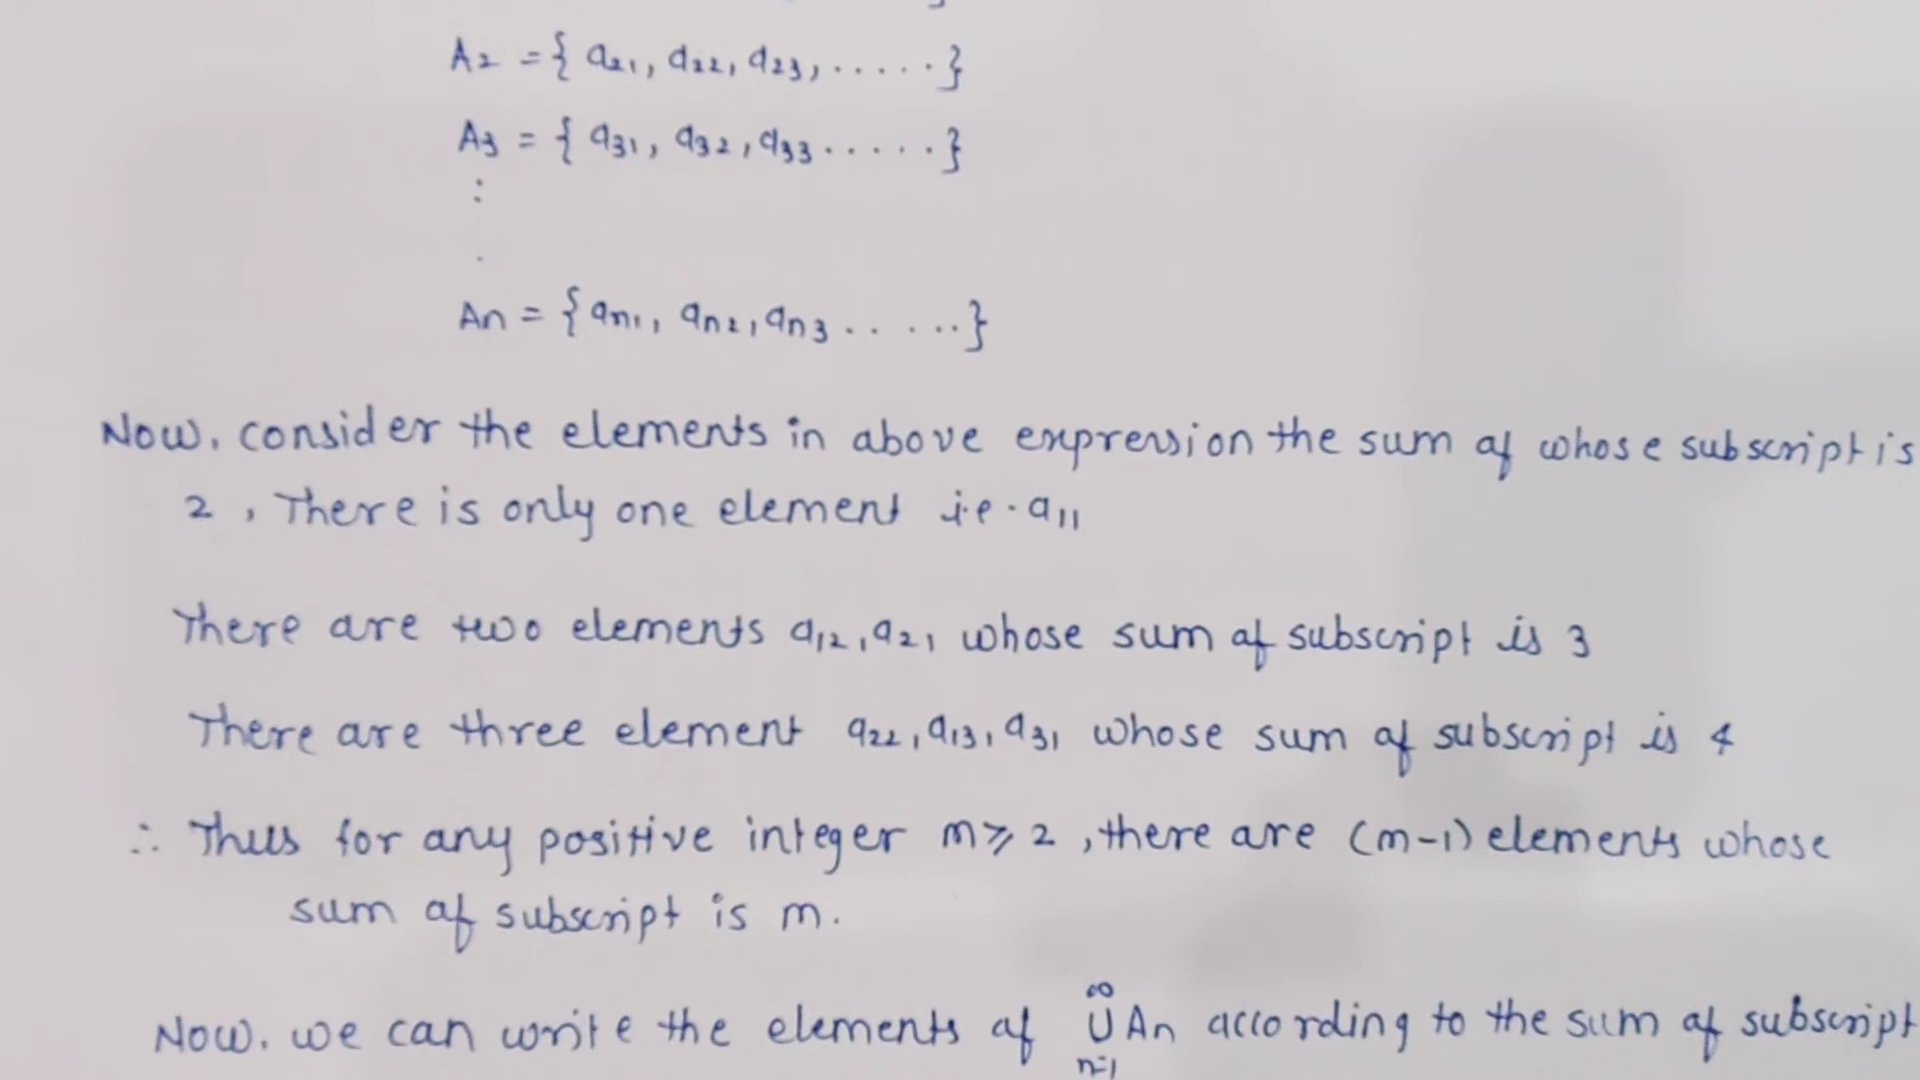 A2 = { a21, a22, a23, ..... }
A3 = { a31, a32, a33 ..... }
:
.
An = { an1, an2, an3 .. ... }
Now, consider the elements in above expression the sum of whose subscript is
2, There is only one element i.e. a11
There are two elements a12, a21 whose sum of subscript is 3
There are three element a22, a13, a31 whose sum of subscript is 4
∴ Thus for any positive integer m ≥ 2, there are (m-1) elements whose
sum of subscript is m.
Now, we can write the elements of ∞ ∪ n=1 An according to the sum of subscript